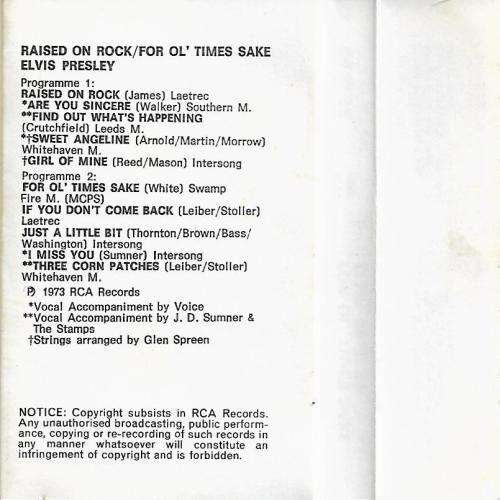 RAISED ON ROCK/FOR OL' TIMES SAKE
ELVIS PRESLEY
Programme 1:
RAISED ON ROCK (James) Laetrec
*ARE YOU SINCERE (Walker) Southern M.
**FIND OUT WHAT'S HAPPENING
(Crutchfield) Leeds M.
*†SWEET ANGELINE (Arnold/Martin/Morrow)
Whitehaven M.
†GIRL OF MINE (Reed/Mason) Intersong
Programme 2:
FOR OL' TIMES SAKE (White) Swamp
Fire M. (MCPS)
IF YOU DON'T COME BACK (Leiber/Stoller)
Laetrec
JUST A LITTLE BIT (Thornton/Brown/Bass/
Washington) Intersong
*I MISS YOU (Sumner) Intersong
**THREE CORN PATCHES (Leiber/Stoller)
Whitehaven M.
℗ 1973 RCA Records
*Vocal Accompaniment by Voice
**Vocal Accompaniment by J. D. Sumner &
The Stamps
†Strings arranged by Glen Spreen
NOTICE: Copyright subsists in RCA Records.
Any unauthorised broadcasting, public perform-
ance, copying or re-recording of such records in
any manner whatsoever will constitute an
infringement of copyright and is forbidden.